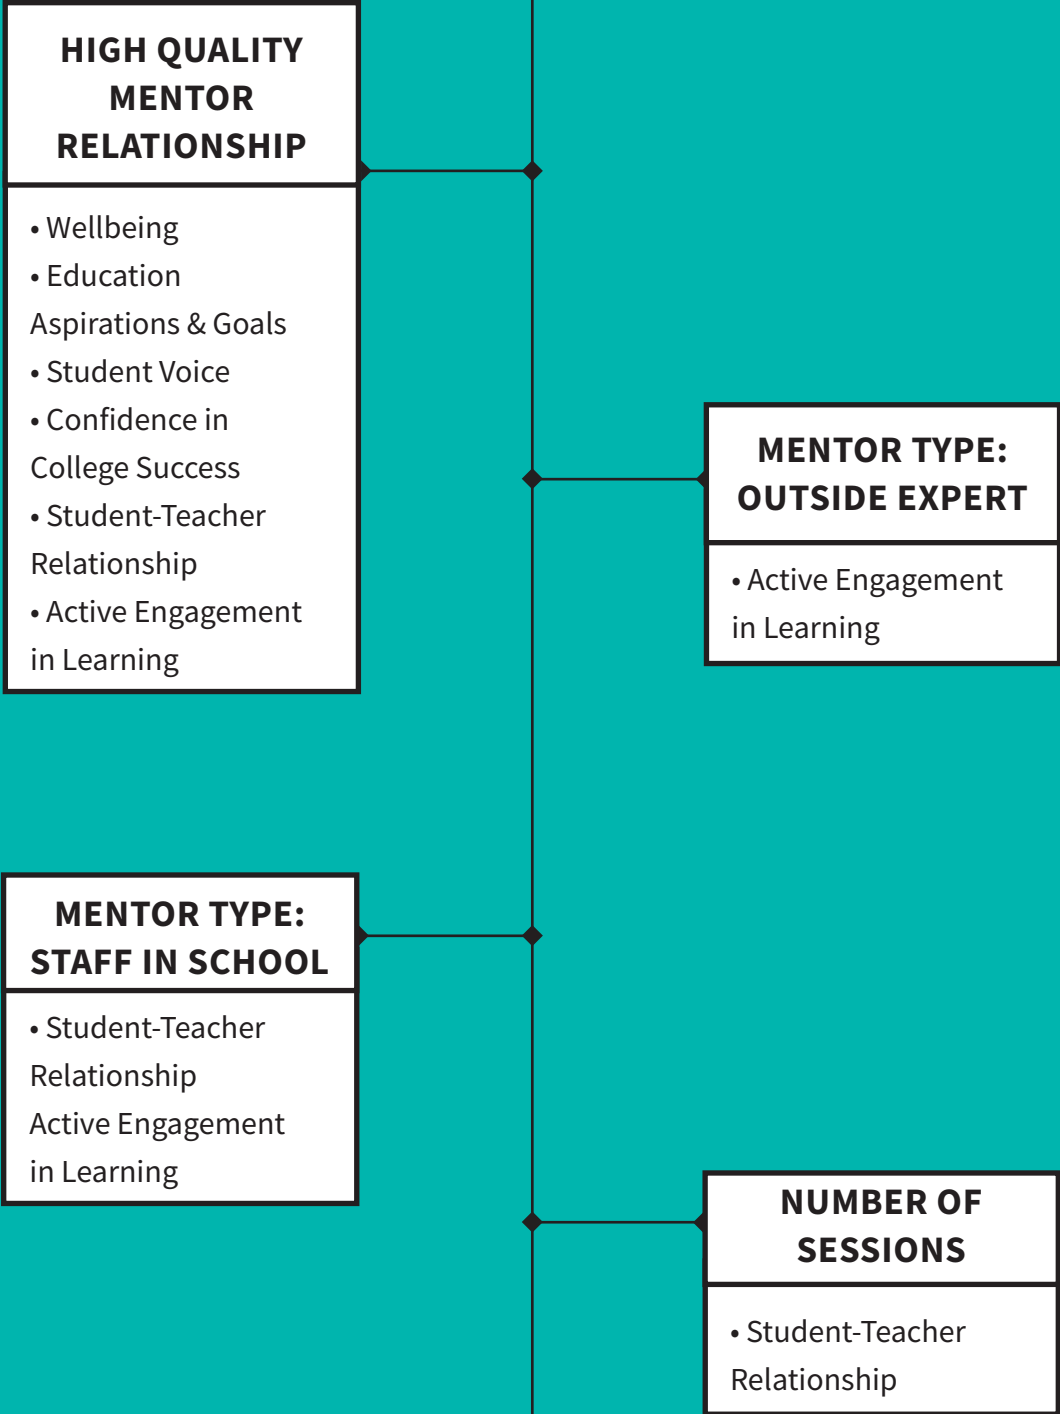 HIGH QUALITY
MENTOR
RELATIONSHIP
• Wellbeing
• Education
Aspirations & Goals
• Student Voice
• Confidence in
College Success
• Student-Teacher
Relationship
• Active Engagement
in Learning
MENTOR TYPE:
OUTSIDE EXPERT
• Active Engagement
in Learning
MENTOR TYPE:
STAFF IN SCHOOL
• Student-Teacher
Relationship
Active Engagement
in Learning
NUMBER OF
SESSIONS
• Student-Teacher
Relationship